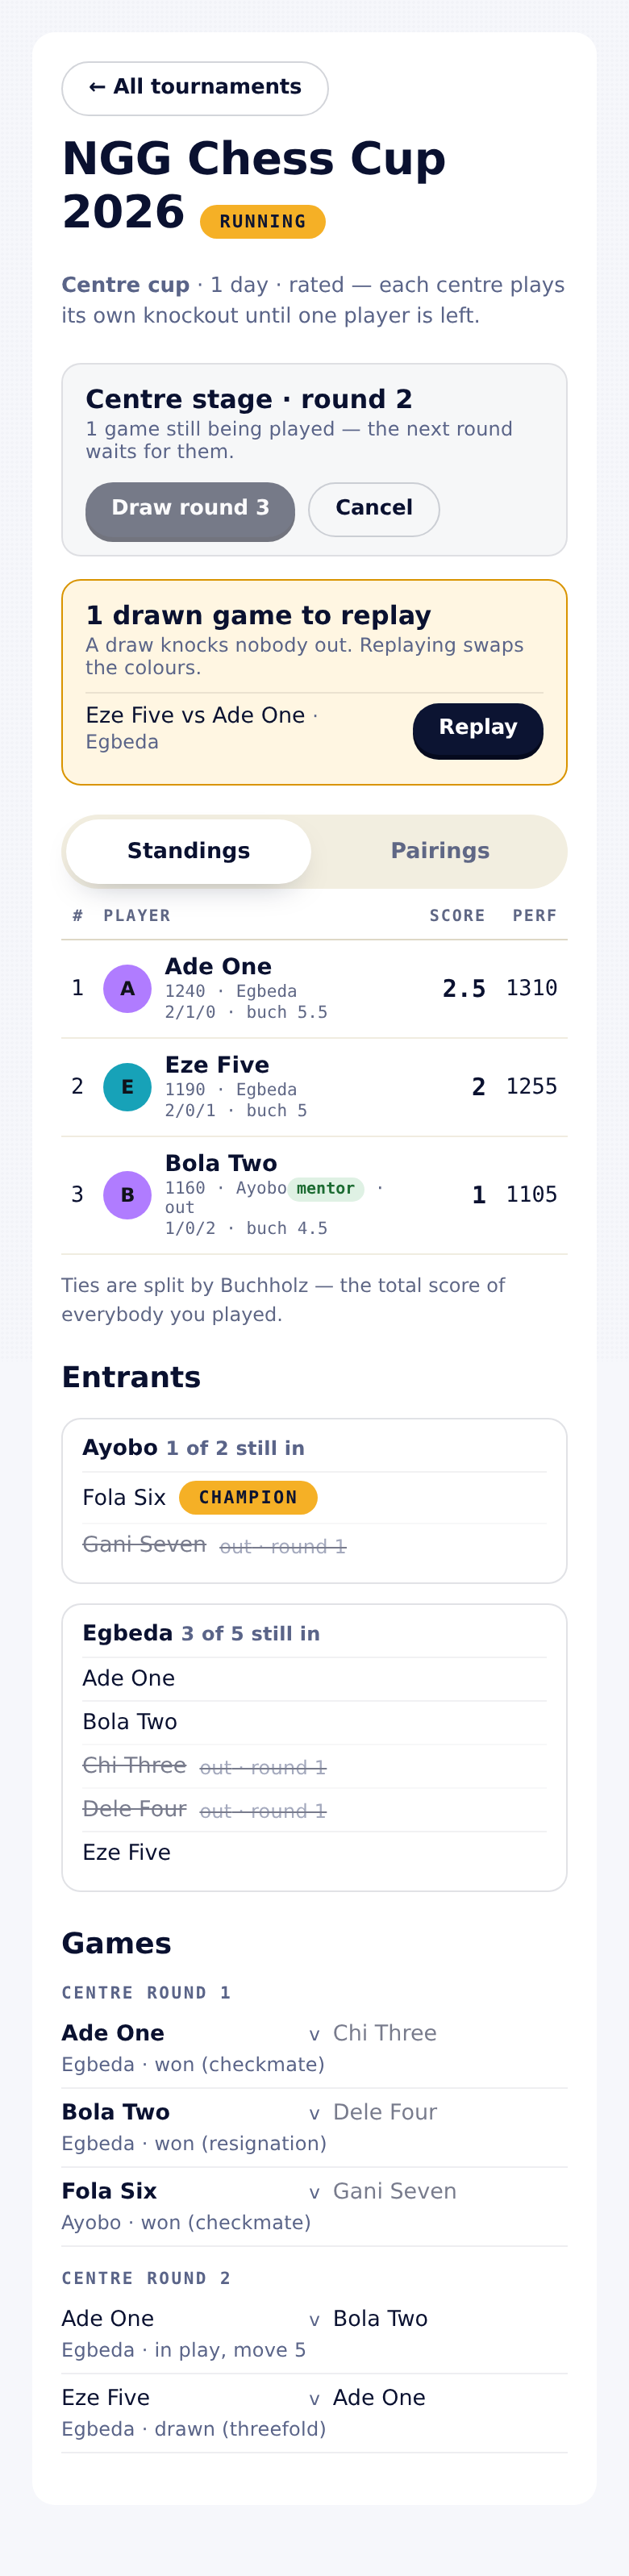 ← All tournaments
NGG Chess Cup
2026 RUNNING
Centre cup · 1 day · rated — each centre plays
its own knockout until one player is left.
Centre stage · round 2
1 game still being played — the next round
waits for them.
Draw round 3 Cancel
1 drawn game to replay
A draw knocks nobody out. Replaying swaps
the colours.
Eze Five vs Ade One ·
Egbeda
Replay
Standings Pairings
# PLAYER SCORE PERF
1 A Ade One 2.5 1310
1240 · Egbeda
2/1/0 · buch 5.5
2 E Eze Five 2 1255
1190 · Egbeda
2/0/1 · buch 5
3 B Bola Two 1 1105
1160 · Ayobo mentor ·
out
1/0/2 · buch 4.5
Ties are split by Buchholz — the total score of
everybody you played.
Entrants
Ayobo 1 of 2 still in
Fola Six CHAMPION
Gani Seven out · round 1
Egbeda 3 of 5 still in
Ade One
Bola Two
Chi Three out · round 1
Dele Four out · round 1
Eze Five
Games
CENTRE ROUND 1
Ade One v Chi Three
Egbeda · won (checkmate)
Bola Two v Dele Four
Egbeda · won (resignation)
Fola Six v Gani Seven
Ayobo · won (checkmate)
CENTRE ROUND 2
Ade One v Bola Two
Egbeda · in play, move 5
Eze Five v Ade One
Egbeda · drawn (threefold)